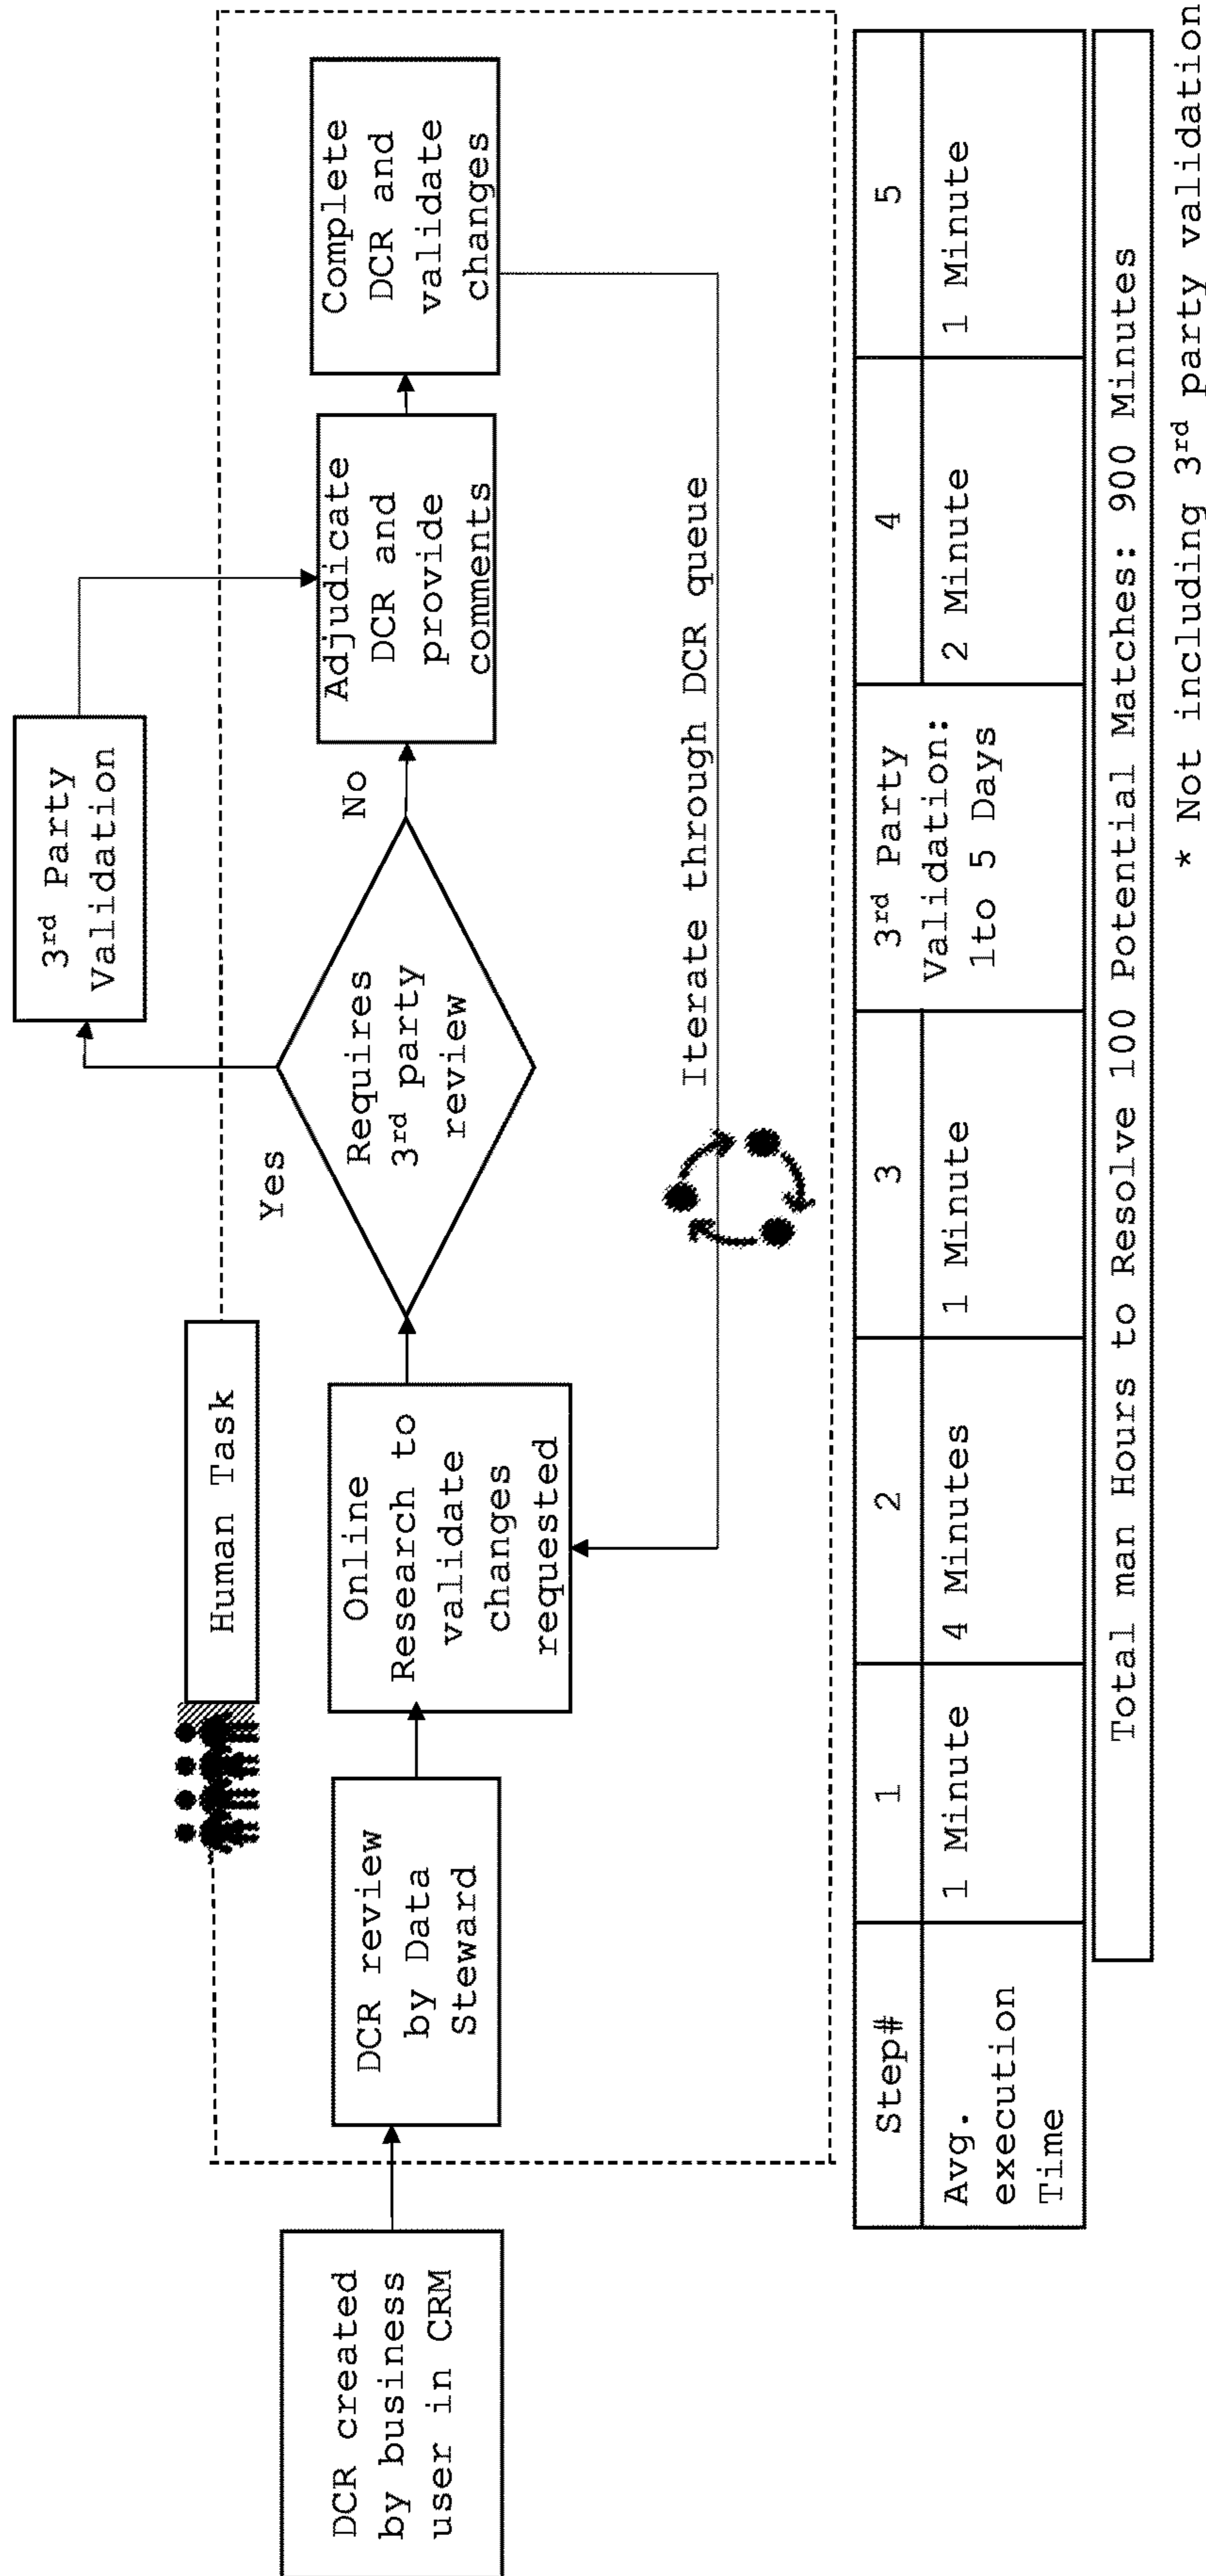 Human Task
3rd Party
Validation
DCR created
by business
user in CRM
DCR review
by Data
Steward
Online
Research to
validate
changes
requested
Yes
Requires
3rd party
review
No
Adjudicate
DCR and
provide
comments
Complete
DCR and
validate
changes
Iterate through DCR queue
Step#
1
2
3
3rd Party
Validation:
1to 5 Days
4
5
Avg.
execution
Time
1 Minute
4 Minutes
1 Minute
2 Minute
1 Minute
Total man Hours to Resolve 100 Potential Matches: 900 Minutes
* Not including 3rd party validation